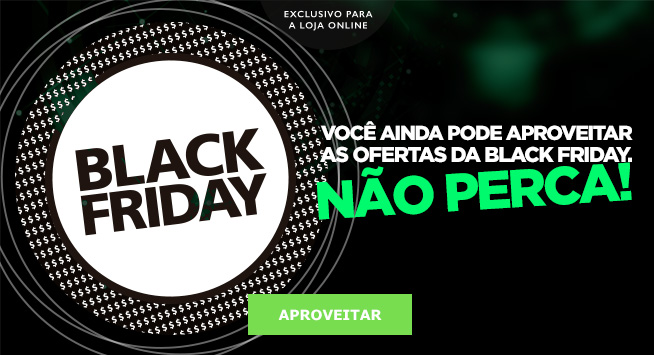 EXCLUSIVO PARA
A LOJA ONLINE
BLACK
FRIDAY
VOCÊ AINDA PODE APROVEITAR
AS OFERTAS DA BLACK FRIDAY.
NÃO PERCA!
APROVEITAR